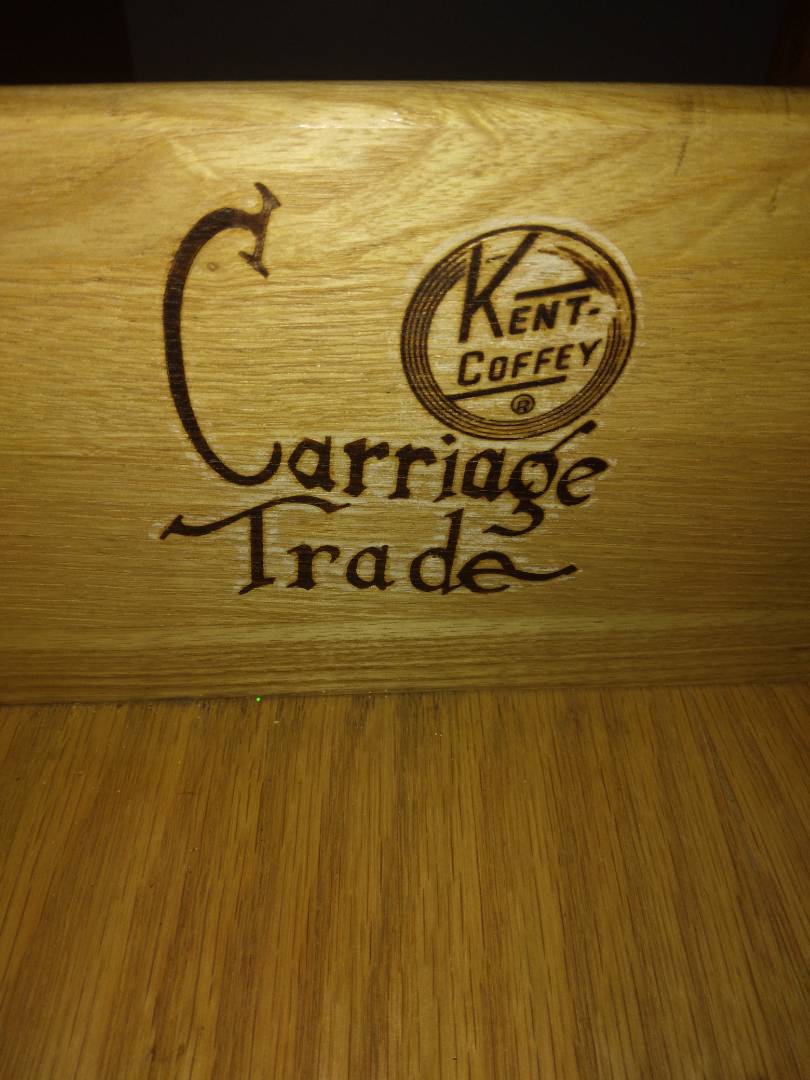 KENT-
COFFEY
®
Carriage
Trade